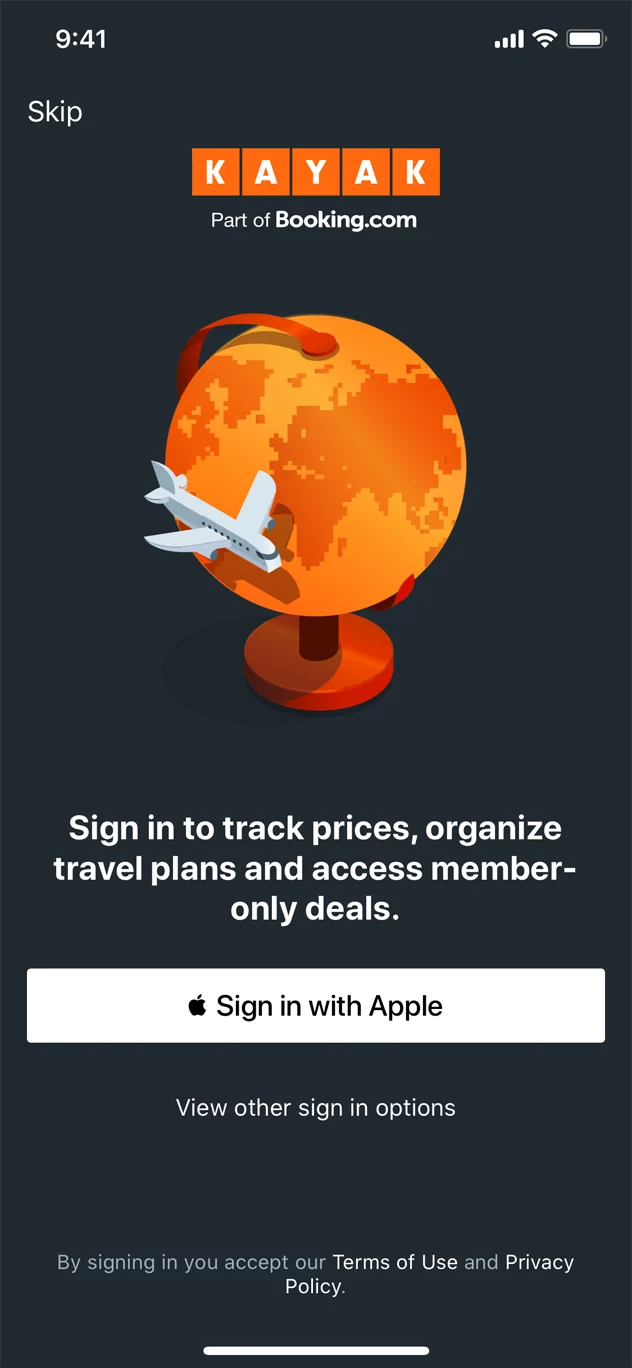 9:41
Skip
KAYAK
Part of Booking.com
Sign in to track prices, organize
travel plans and access member-
only deals.
Sign in with Apple
View other sign in options
By signing in you accept our Terms of Use and Privacy
Policy.